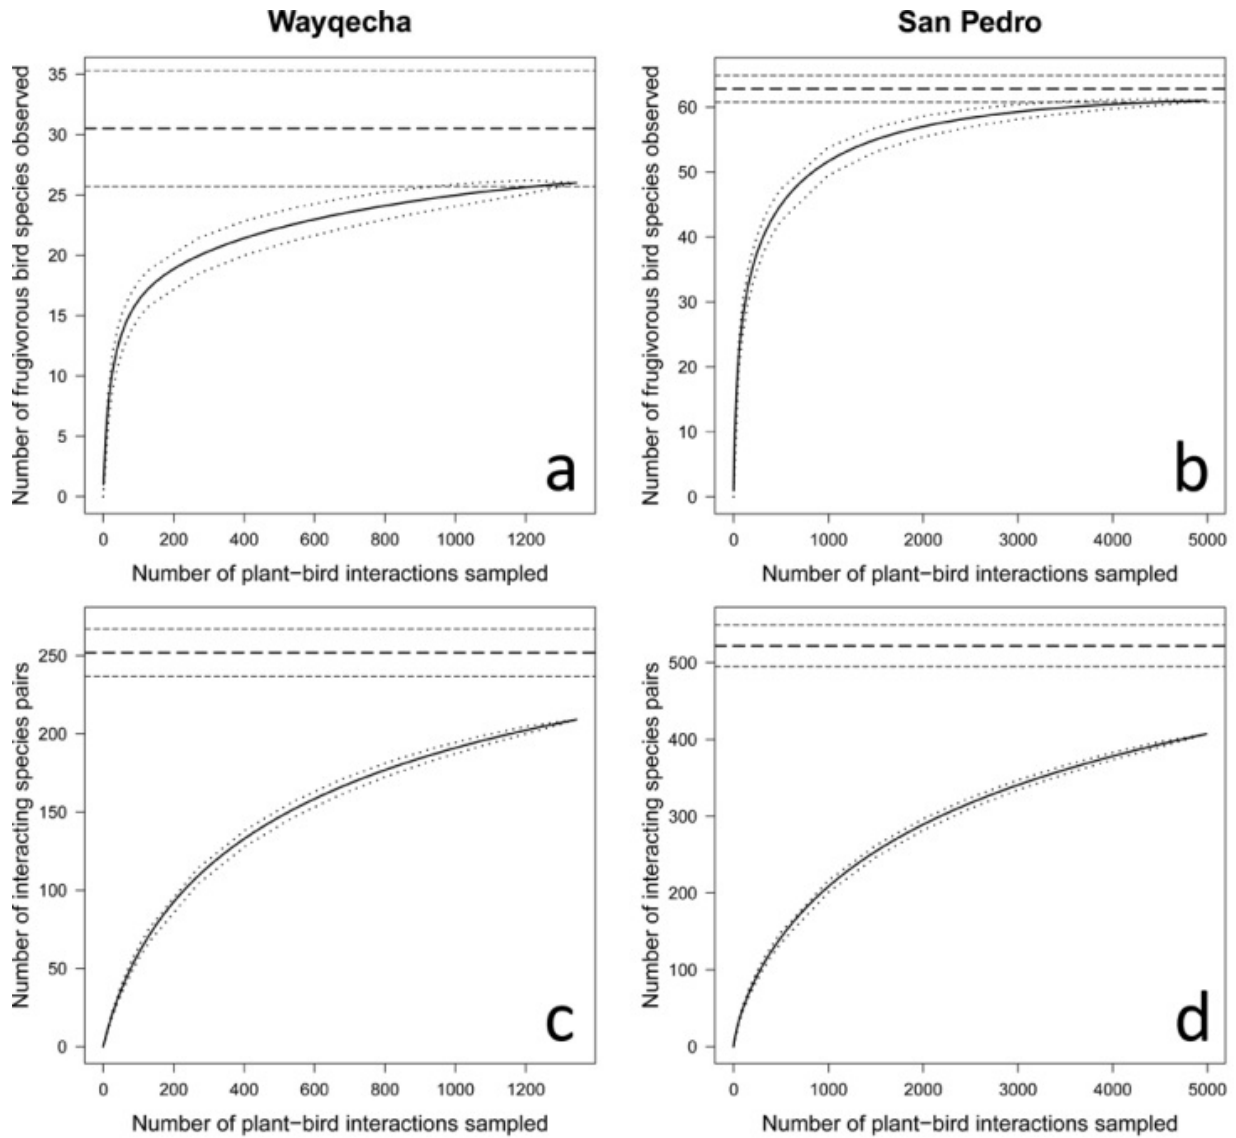 Wayqecha
San Pedro
Number of frugivorous bird species observed
35
30
25
20
15
10
5
0
0 200 400 600 800 1000 1200
Number of plant−bird interactions sampled
a
Number of frugivorous bird species observed
60
50
40
30
20
10
0
0 1000 2000 3000 4000 5000
Number of plant−bird interactions sampled
b
Number of interacting species pairs
250
200
150
100
50
0
0 200 400 600 800 1000 1200
Number of plant−bird interactions sampled
c
Number of interacting species pairs
500
400
300
200
100
0
0 1000 2000 3000 4000 5000
Number of plant−bird interactions sampled
d